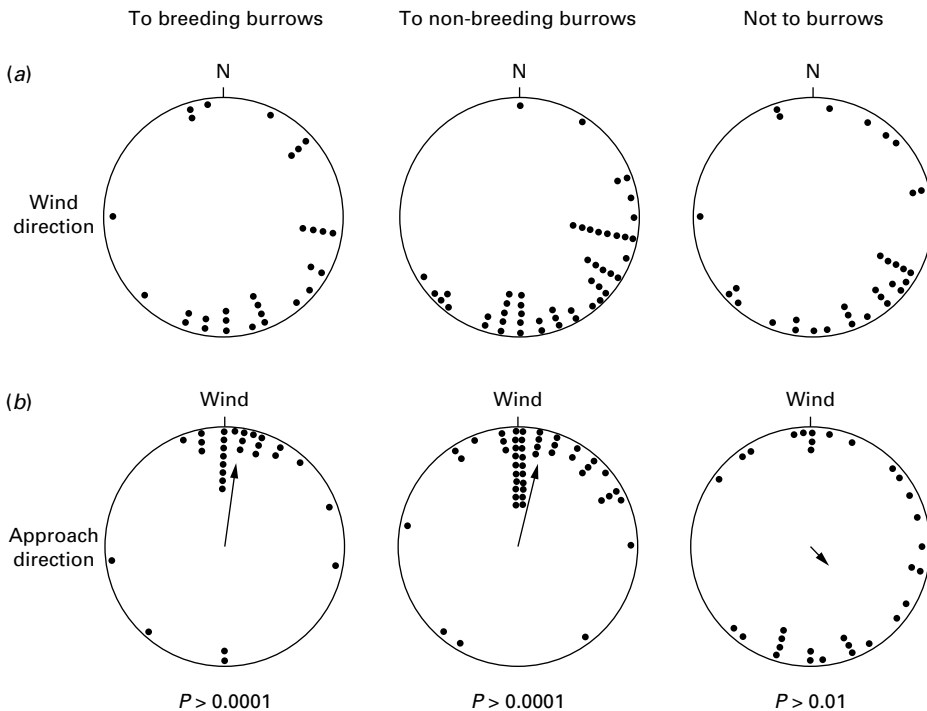 To breeding burrows
To non-breeding burrows
Not to burrows
(a)
N
N
N
Wind
direction
(b)
Wind
Wind
Wind
Approach
direction
P > 0.0001
P > 0.0001
P > 0.01